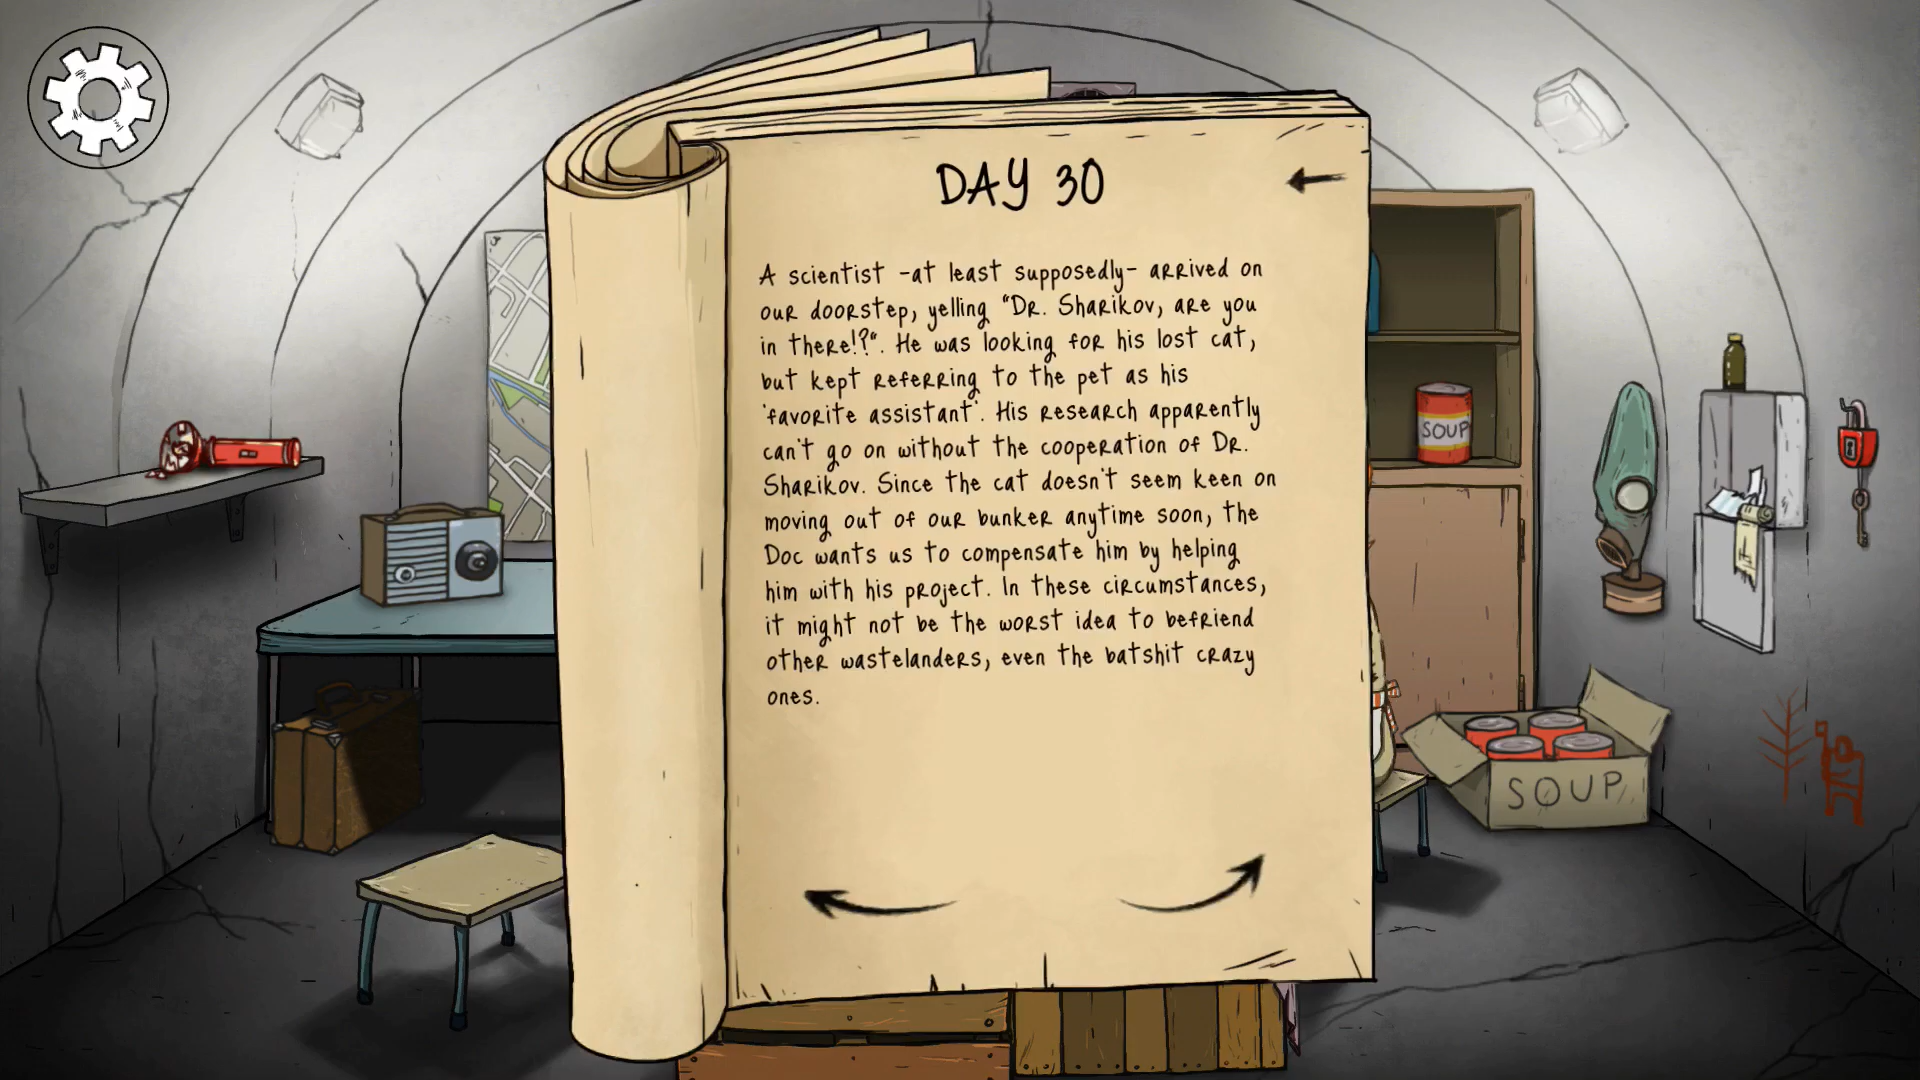 DAY 30
A scientist -at least supposedly- arrived on
our doorstep, yelling "Dr. Sharikov, are you
in there!?". He was looking for his lost cat,
but kept referring to the pet as his
'favorite assistant'. His research apparently
can't go on without the cooperation of Dr.
Sharikov. Since the cat doesn't seem keen on
moving out of our bunker anytime soon, the
Doc wants us to compensate him by helping
him with his project. In these circumstances,
it might not be the worst idea to befriend
other wastelanders, even the batshit crazy
ones.
SOUP
SOUP